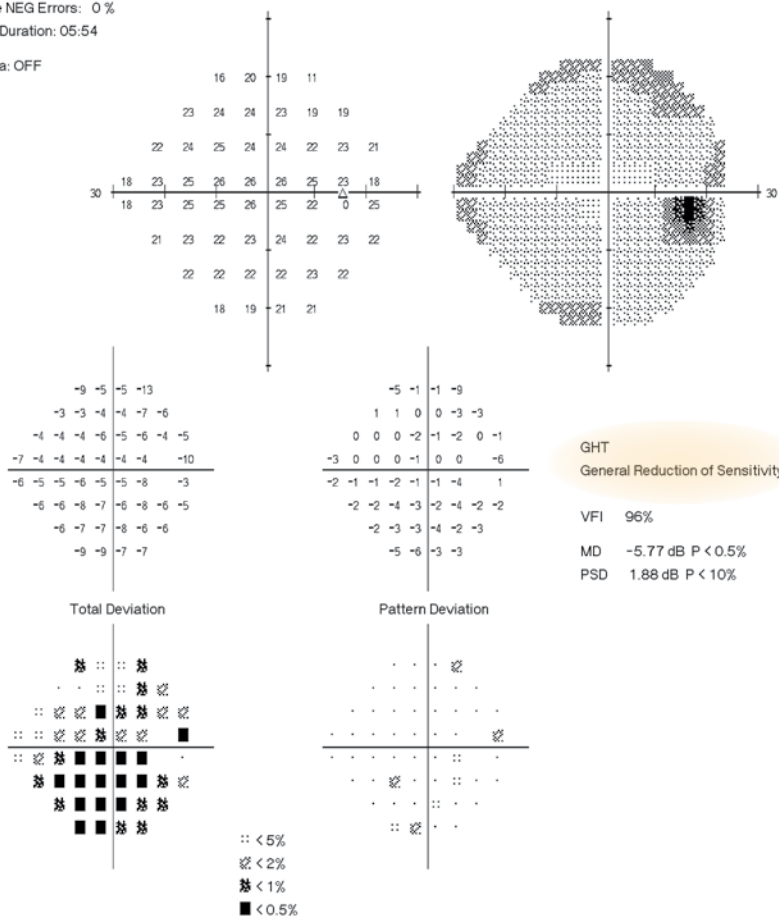 e NEG Errors: 0 %
Duration: 05:54
a: OFF
16 20 19 11
23 24 24 23 19 19
22 24 25 24 24 22 23 21
18 23 25 26 26 26 25 23 18
30 30
18 23 25 25 26 25 22 0 25
21 23 22 23 24 22 23 22
22 22 22 22 23 22
18 19 21 21
-9 -5 -5 -13
-3 -3 -4 -4 -7 -6
-4 -4 -4 -6 -5 -6 -4 -5
-7 -4 -4 -4 -4 -4 -4 -10
-6 -5 -5 -6 -5 -5 -8 -3
-6 -6 -8 -7 -6 -8 -6 -5
-6 -7 -7 -8 -6 -6
-9 -9 -7 -7
-5 -1 -1 -9
1 1 0 0 -3 -3
0 0 0 -2 -1 -2 0 -1
-3 0 0 0 -1 0 0 -6
-2 -1 -1 -2 -1 -1 -4 1
-2 -2 -4 -3 -2 -4 -2 -2
-2 -3 -3 -4 -2 -3
-5 -6 -3 -3
GHT
General Reduction of Sensitivity
VFI 96%
MD -5.77 dB P < 0.5%
PSD 1.88 dB P < 10%
Total Deviation
Pattern Deviation
< 5%
< 2%
< 1%
< 0.5%